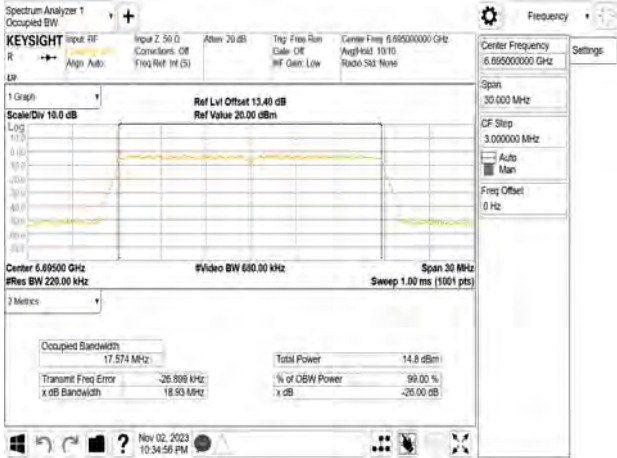 Spectrum Analyzer 1
Occupied BW
Frequency
KEYSIGHT
R
Input: RF
Align: Auto
Input Z: 50 Ω
Corrections: Off
Freq Ref: Int (S)
Atten: 20 dB
Trig: Free Run
Gate: Off
#IF Gain: Low
Center Freq: 6.695000000 GHz
Avg|Hold: 10/10
Radio Std: None
Center Frequency
6.695000000 GHz
Settings
Span
30.000 MHz
CF Step
3.000000 MHz
Auto
Man
Freq Offset
0 Hz
1 Graph
Scale/Div 10.0 dB
Log
Ref Lvl Offset 13.40 dB
Ref Value 20.00 dBm
10.0
0.00
Center 6.69500 GHz
#Res BW 220.00 kHz
#Video BW 680.00 kHz
Span 30 MHz
Sweep 1.00 ms (1001 pts)
2 Metrics
Occupied Bandwidth
17.574 MHz
Total Power
14.8 dBm
Transmit Freq Error
-26.899 kHz
% of OBW Power
99.00 %
x dB Bandwidth
18.93 MHz
x dB
-26.00 dB
Nov 02, 2023
10:34:56 PM